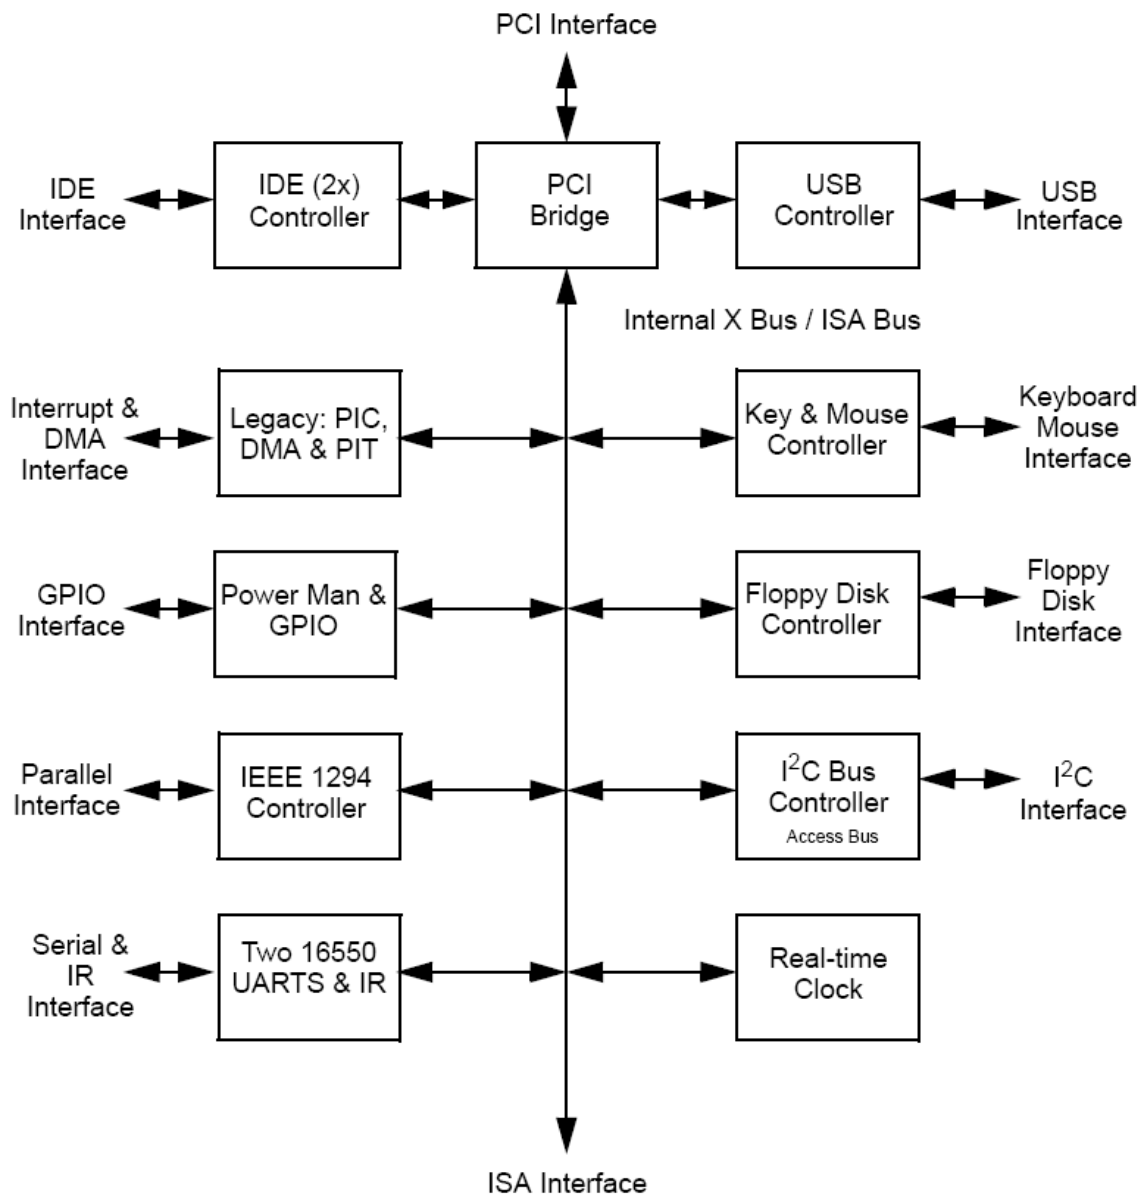 PCI Interface
IDE
Interface
IDE (2x)
Controller
PCI
Bridge
USB
Controller
USB
Interface
Internal X Bus / ISA Bus
Interrupt &
DMA
Interface
Legacy: PIC,
DMA & PIT
Key & Mouse
Controller
Keyboard
Mouse
Interface
GPIO
Interface
Power Man &
GPIO
Floppy Disk
Controller
Floppy
Disk
Interface
Parallel
Interface
IEEE 1294
Controller
I²C Bus
Controller
Access Bus
I²C
Interface
Serial &
IR
Interface
Two 16550
UARTS & IR
Real-time
Clock
ISA Interface